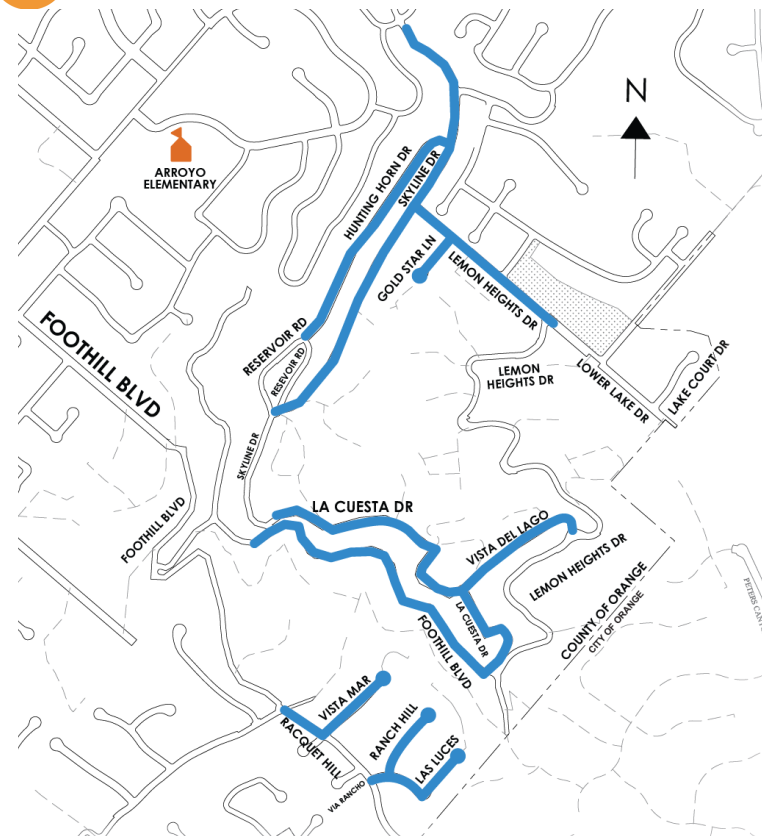 N
ARROYO
ELEMENTARY
HUNTING HORN DR
SKYLINE DR
GOLD STAR LN
LEMON HEIGHTS DR
FOOTHILL BLVD
RESERVOIR RD
RESEVOIR RD
LEMON
HEIGHTS DR
LOWER LAKE DR
LAKE COURT DR
SKYLINE DR
LA CUESTA DR
FOOTHILL BLVD
VISTA DEL LAGO
LEMON HEIGHTS DR
COUNTY OF ORANGE
CITY OF ORANGE
PETERS CANY
LA CUESTA DR
FOOTHILL BLVD
VISTA MAR
RACQUET HILL
RANCH HILL
LAS LUCES
VIA RANCHO